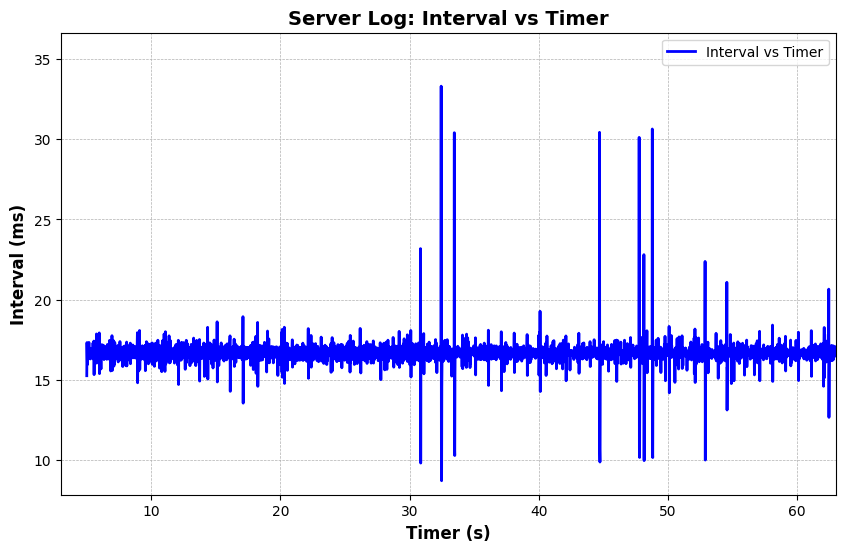 Server Log: Interval vs Timer
Interval vs Timer
35
30
25
20
15
10
Interval (ms)
10 20 30 40 50 60
Timer (s)